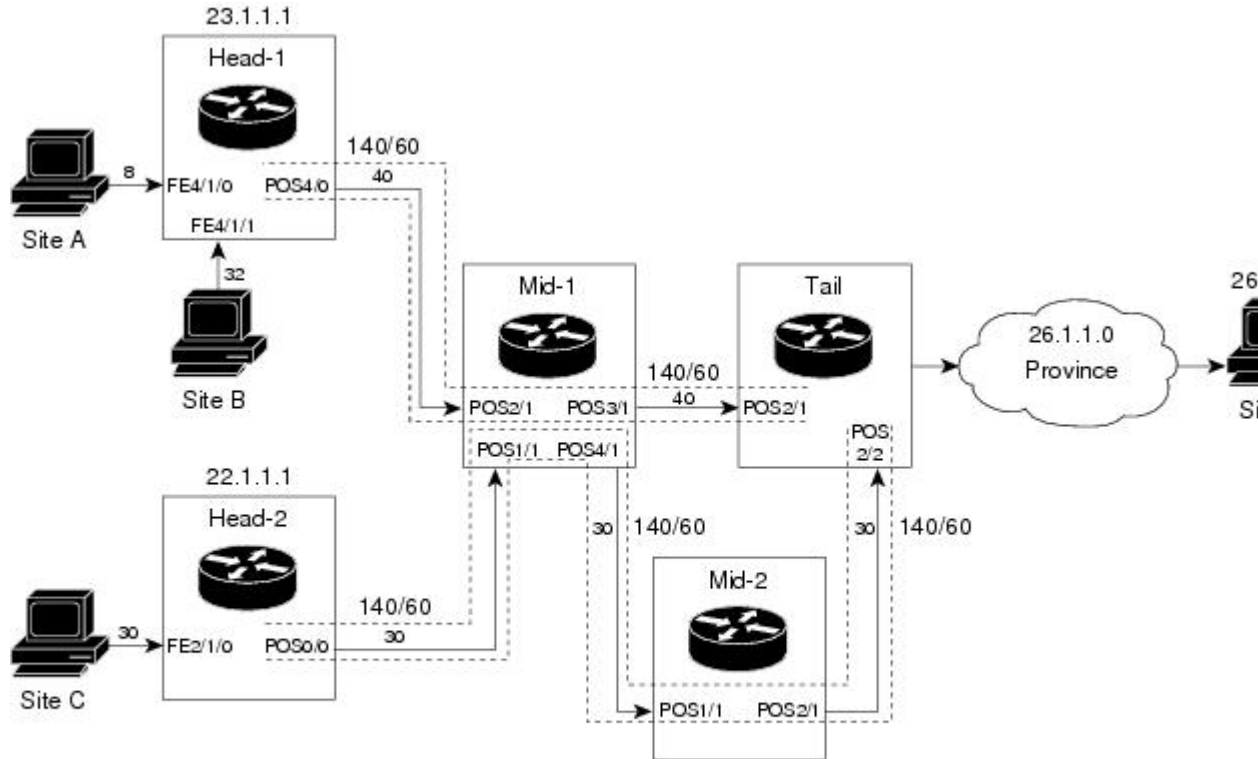 23.1.1.1
Head-1
140/60
40
8
FE4/1/0
POS4/0
FE4/1/1
Site A
32
Site B
Mid-1
POS2/1
POS3/1
POS1/1
POS4/1
140/60
40
Tail
POS2/1
POS
2/2
26.1.1.0
Province
26.
Si
22.1.1.1
Head-2
140/60
30
30
FE2/1/0
POS0/0
Site C
30
140/60
Mid-2
POS1/1
POS2/1
30
140/60